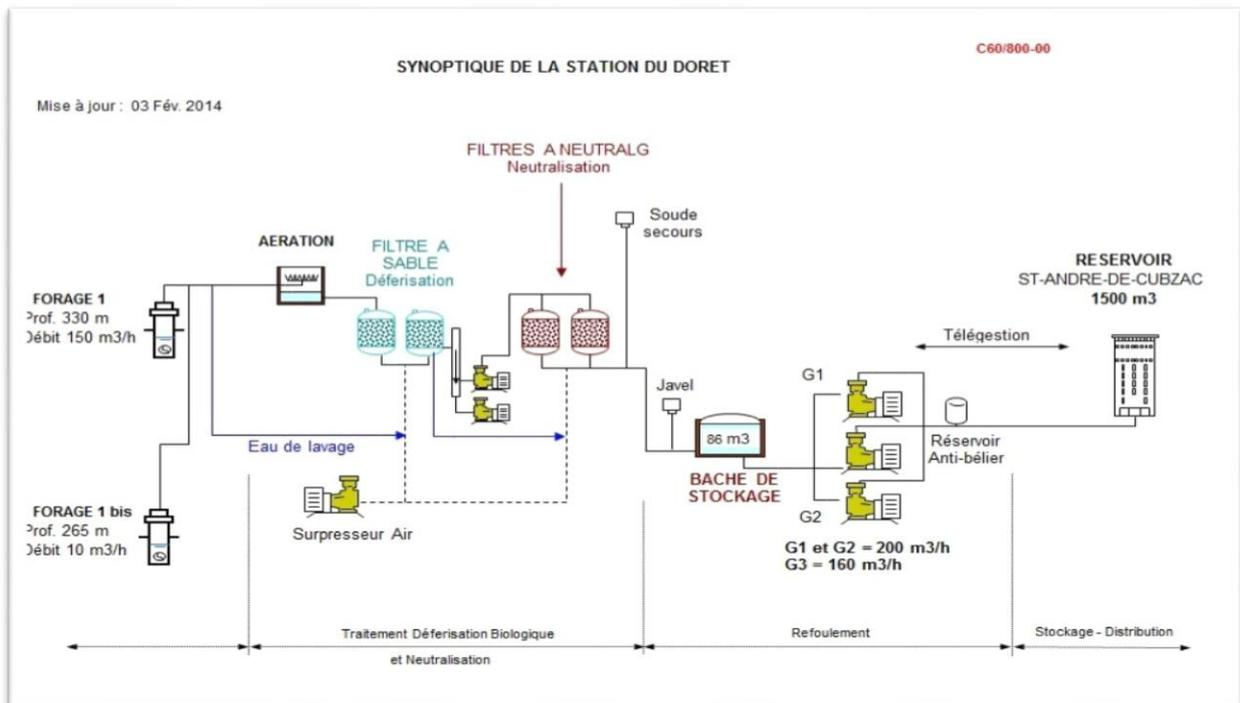 C60/800-00
SYNOPTIQUE DE LA STATION DU DORET
Mise à jour : 03 Fév. 2014
FILTRES A NEUTRALG
Neutralisation
Soude
secours
AERATION
FILTRE A
SABLE
Déferisation
RESERVOIR
ST-ANDRE-DE-CUBZAC
1500 m3
FORAGE 1
Prof. 330 m
Débit 150 m3/h
Télégestion
G1
Javel
86 m3
Eau de lavage
Réservoir
Anti-bélier
BACHE DE
STOCKAGE
FORAGE 1 bis
Prof. 265 m
Débit 10 m3/h
Surpresseur Air
G2
G1 et G2 = 200 m3/h
G3 = 160 m3/h
Traitement Déferisation Biologique
et Neutralisation
Refoulement
Stockage - Distribution